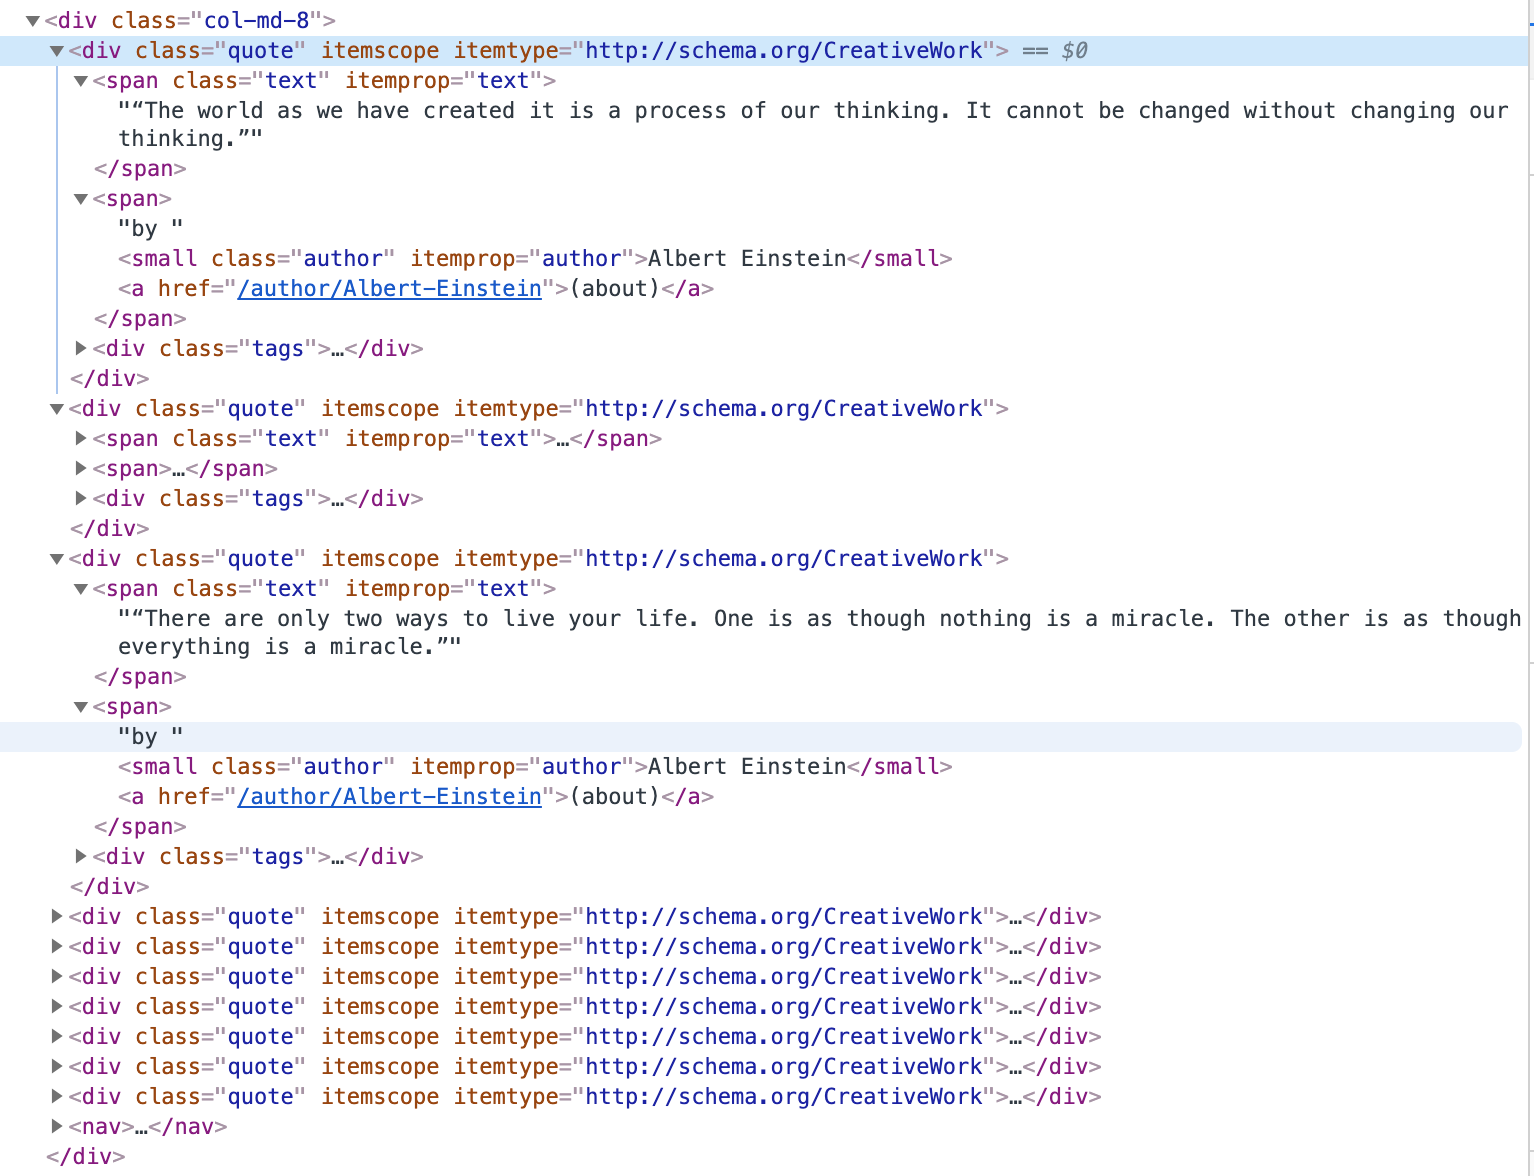 <div class="col-md-8">
<div class="quote" itemscope itemtype="http://schema.org/CreativeWork"> == $0
<span class="text" itemprop="text">
"“The world as we have created it is a process of our thinking. It cannot be changed without changing our
thinking.”"
</span>
<span>
"by "
<small class="author" itemprop="author">Albert Einstein</small>
<a href="/author/Albert-Einstein">(about)</a>
</span>
<div class="tags">…</div>
</div>
<div class="quote" itemscope itemtype="http://schema.org/CreativeWork">
<span class="text" itemprop="text">…</span>
<span>…</span>
<div class="tags">…</div>
</div>
<div class="quote" itemscope itemtype="http://schema.org/CreativeWork">
<span class="text" itemprop="text">
"“There are only two ways to live your life. One is as though nothing is a miracle. The other is as though
everything is a miracle.”"
</span>
<span>
"by "
<small class="author" itemprop="author">Albert Einstein</small>
<a href="/author/Albert-Einstein">(about)</a>
</span>
<div class="tags">…</div>
</div>
<div class="quote" itemscope itemtype="http://schema.org/CreativeWork">…</div>
<div class="quote" itemscope itemtype="http://schema.org/CreativeWork">…</div>
<div class="quote" itemscope itemtype="http://schema.org/CreativeWork">…</div>
<div class="quote" itemscope itemtype="http://schema.org/CreativeWork">…</div>
<div class="quote" itemscope itemtype="http://schema.org/CreativeWork">…</div>
<div class="quote" itemscope itemtype="http://schema.org/CreativeWork">…</div>
<div class="quote" itemscope itemtype="http://schema.org/CreativeWork">…</div>
<nav>…</nav>
</div>